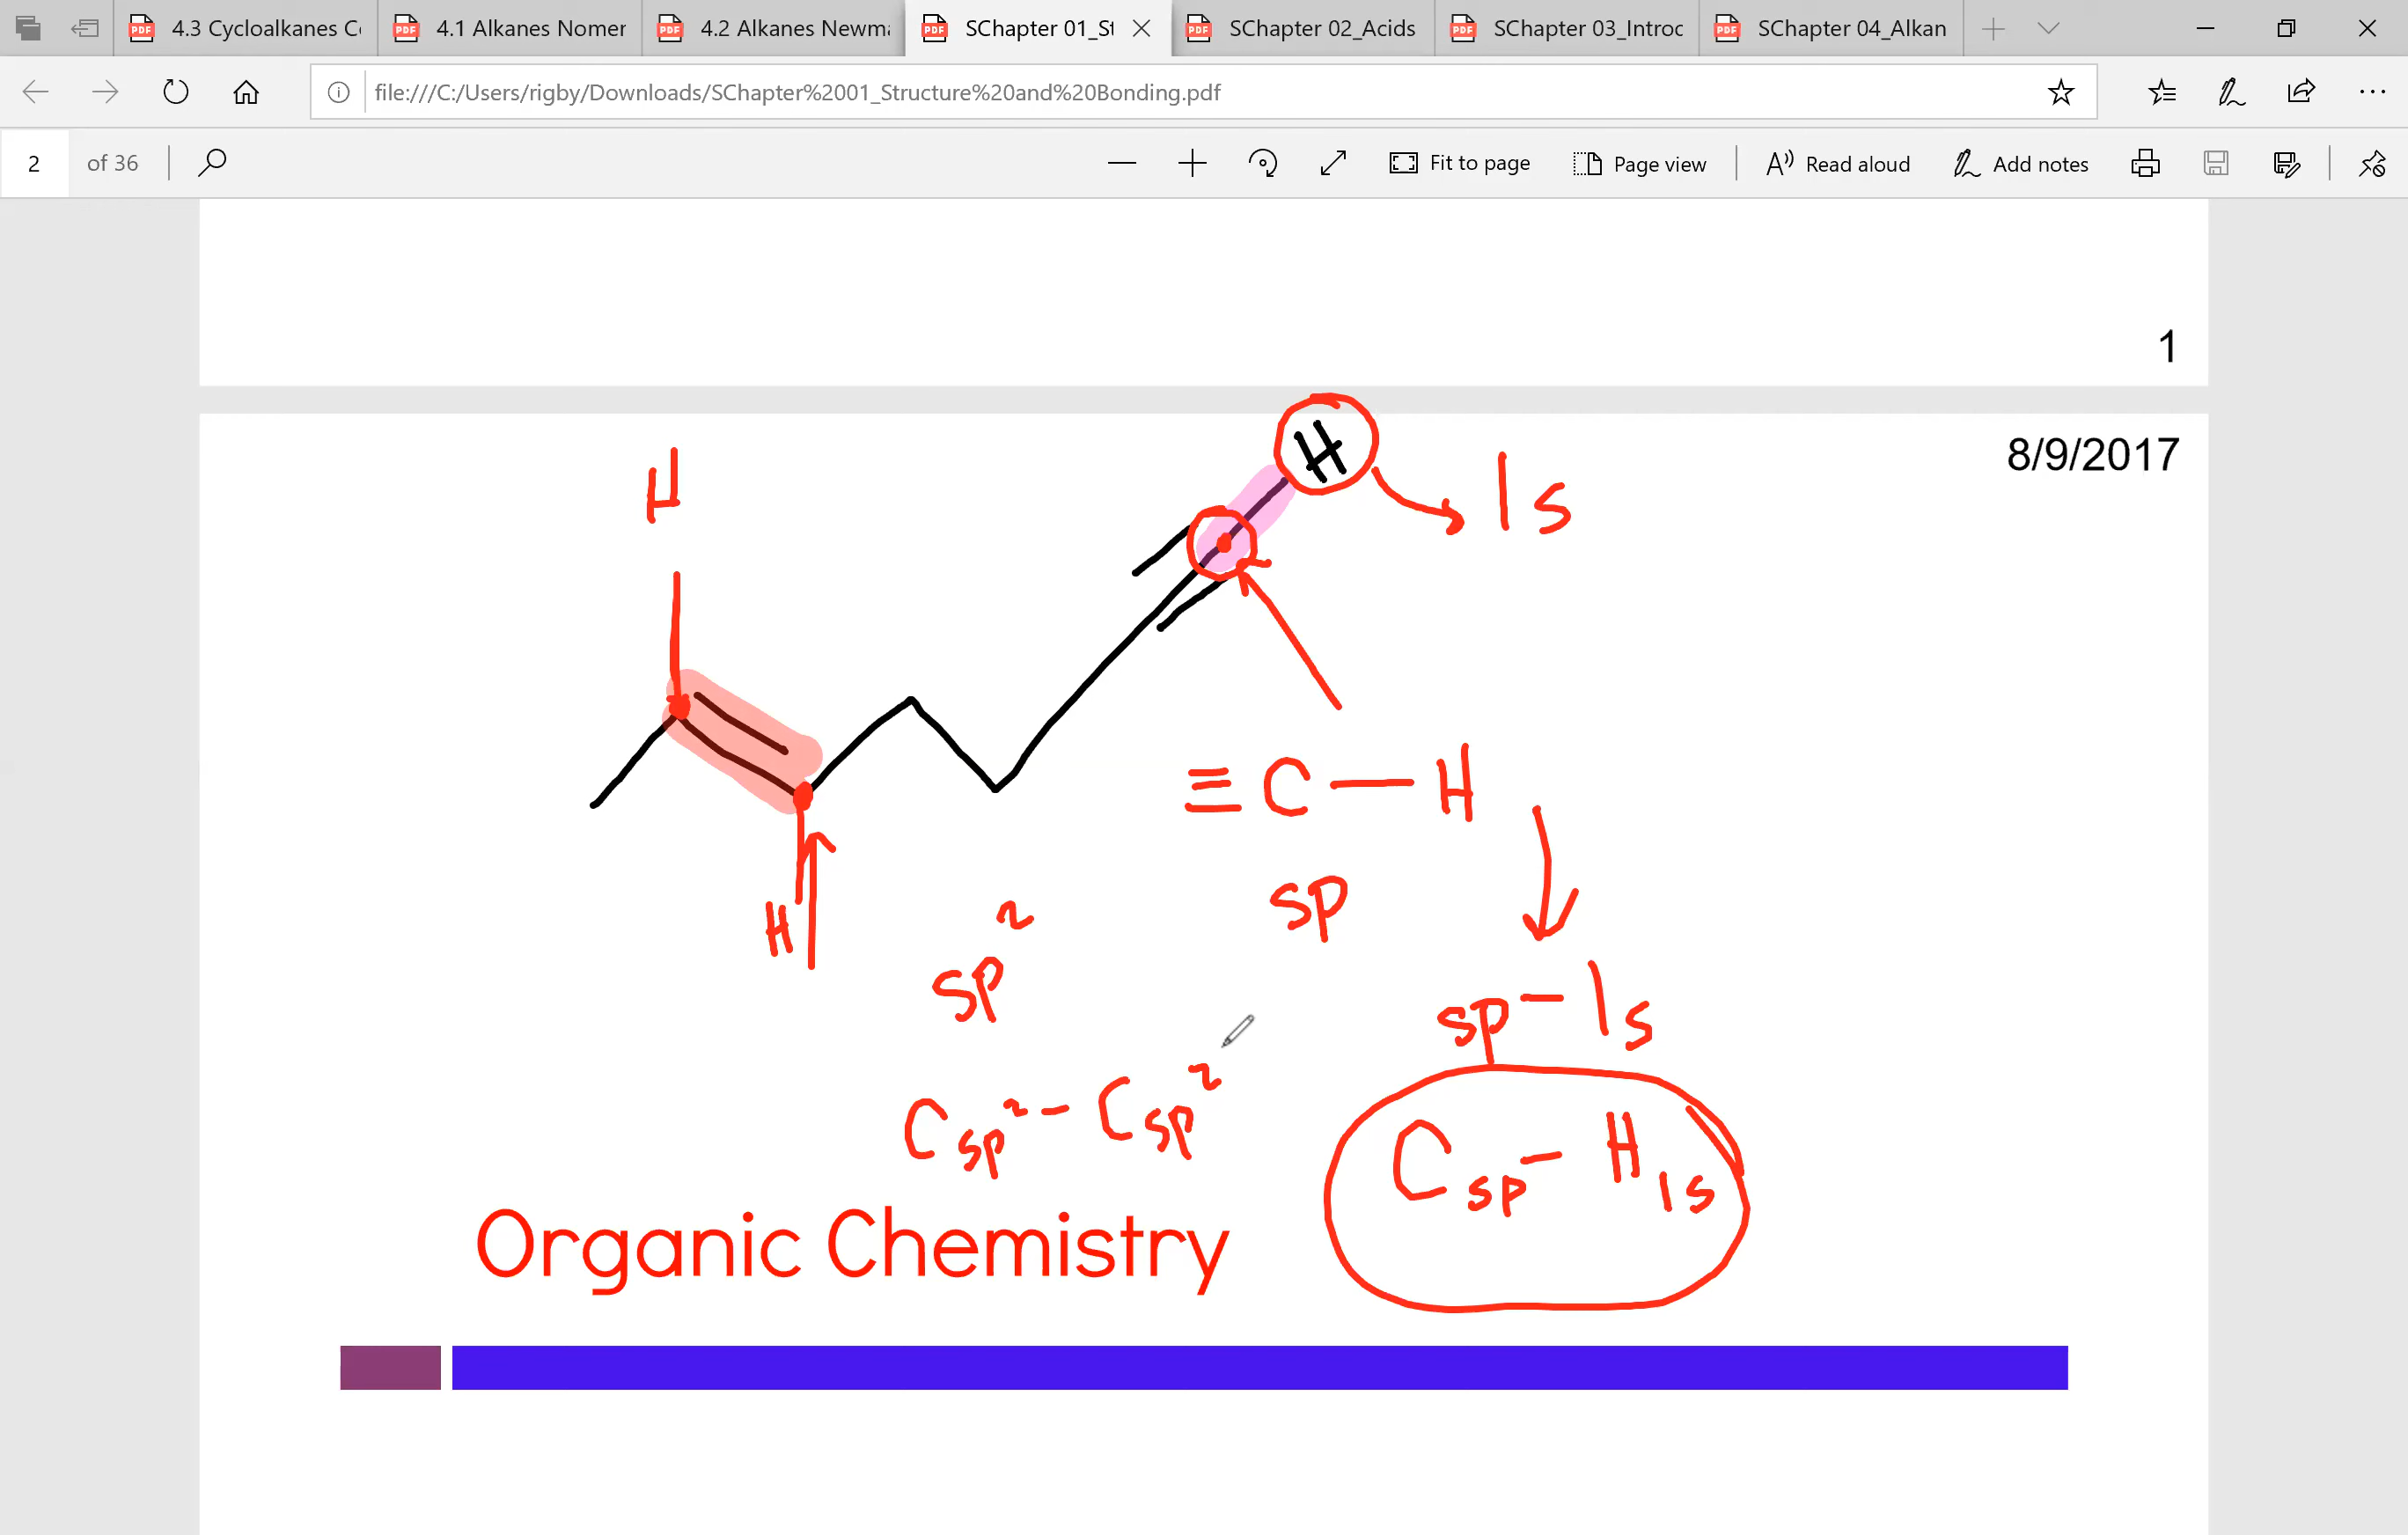 4.3 Cycloalkanes C
4.1 Alkanes Nomer
4.2 Alkanes Newm
SChapter 01_St
SChapter 02_Acids
SChapter 03_Introc
SChapter 04_Alkan
file:///C:/Users/rigby/Downloads/SChapter%2001_Structure%20and%20Bonding.pdf
2 of 36
Fit to page
Page view
Read aloud
Add notes
1
8/9/2017
H
H
1s
≡ C — H
H
sp²
sp
sp - 1s
Csp² - Csp²
Csp - H1s
Organic Chemistry